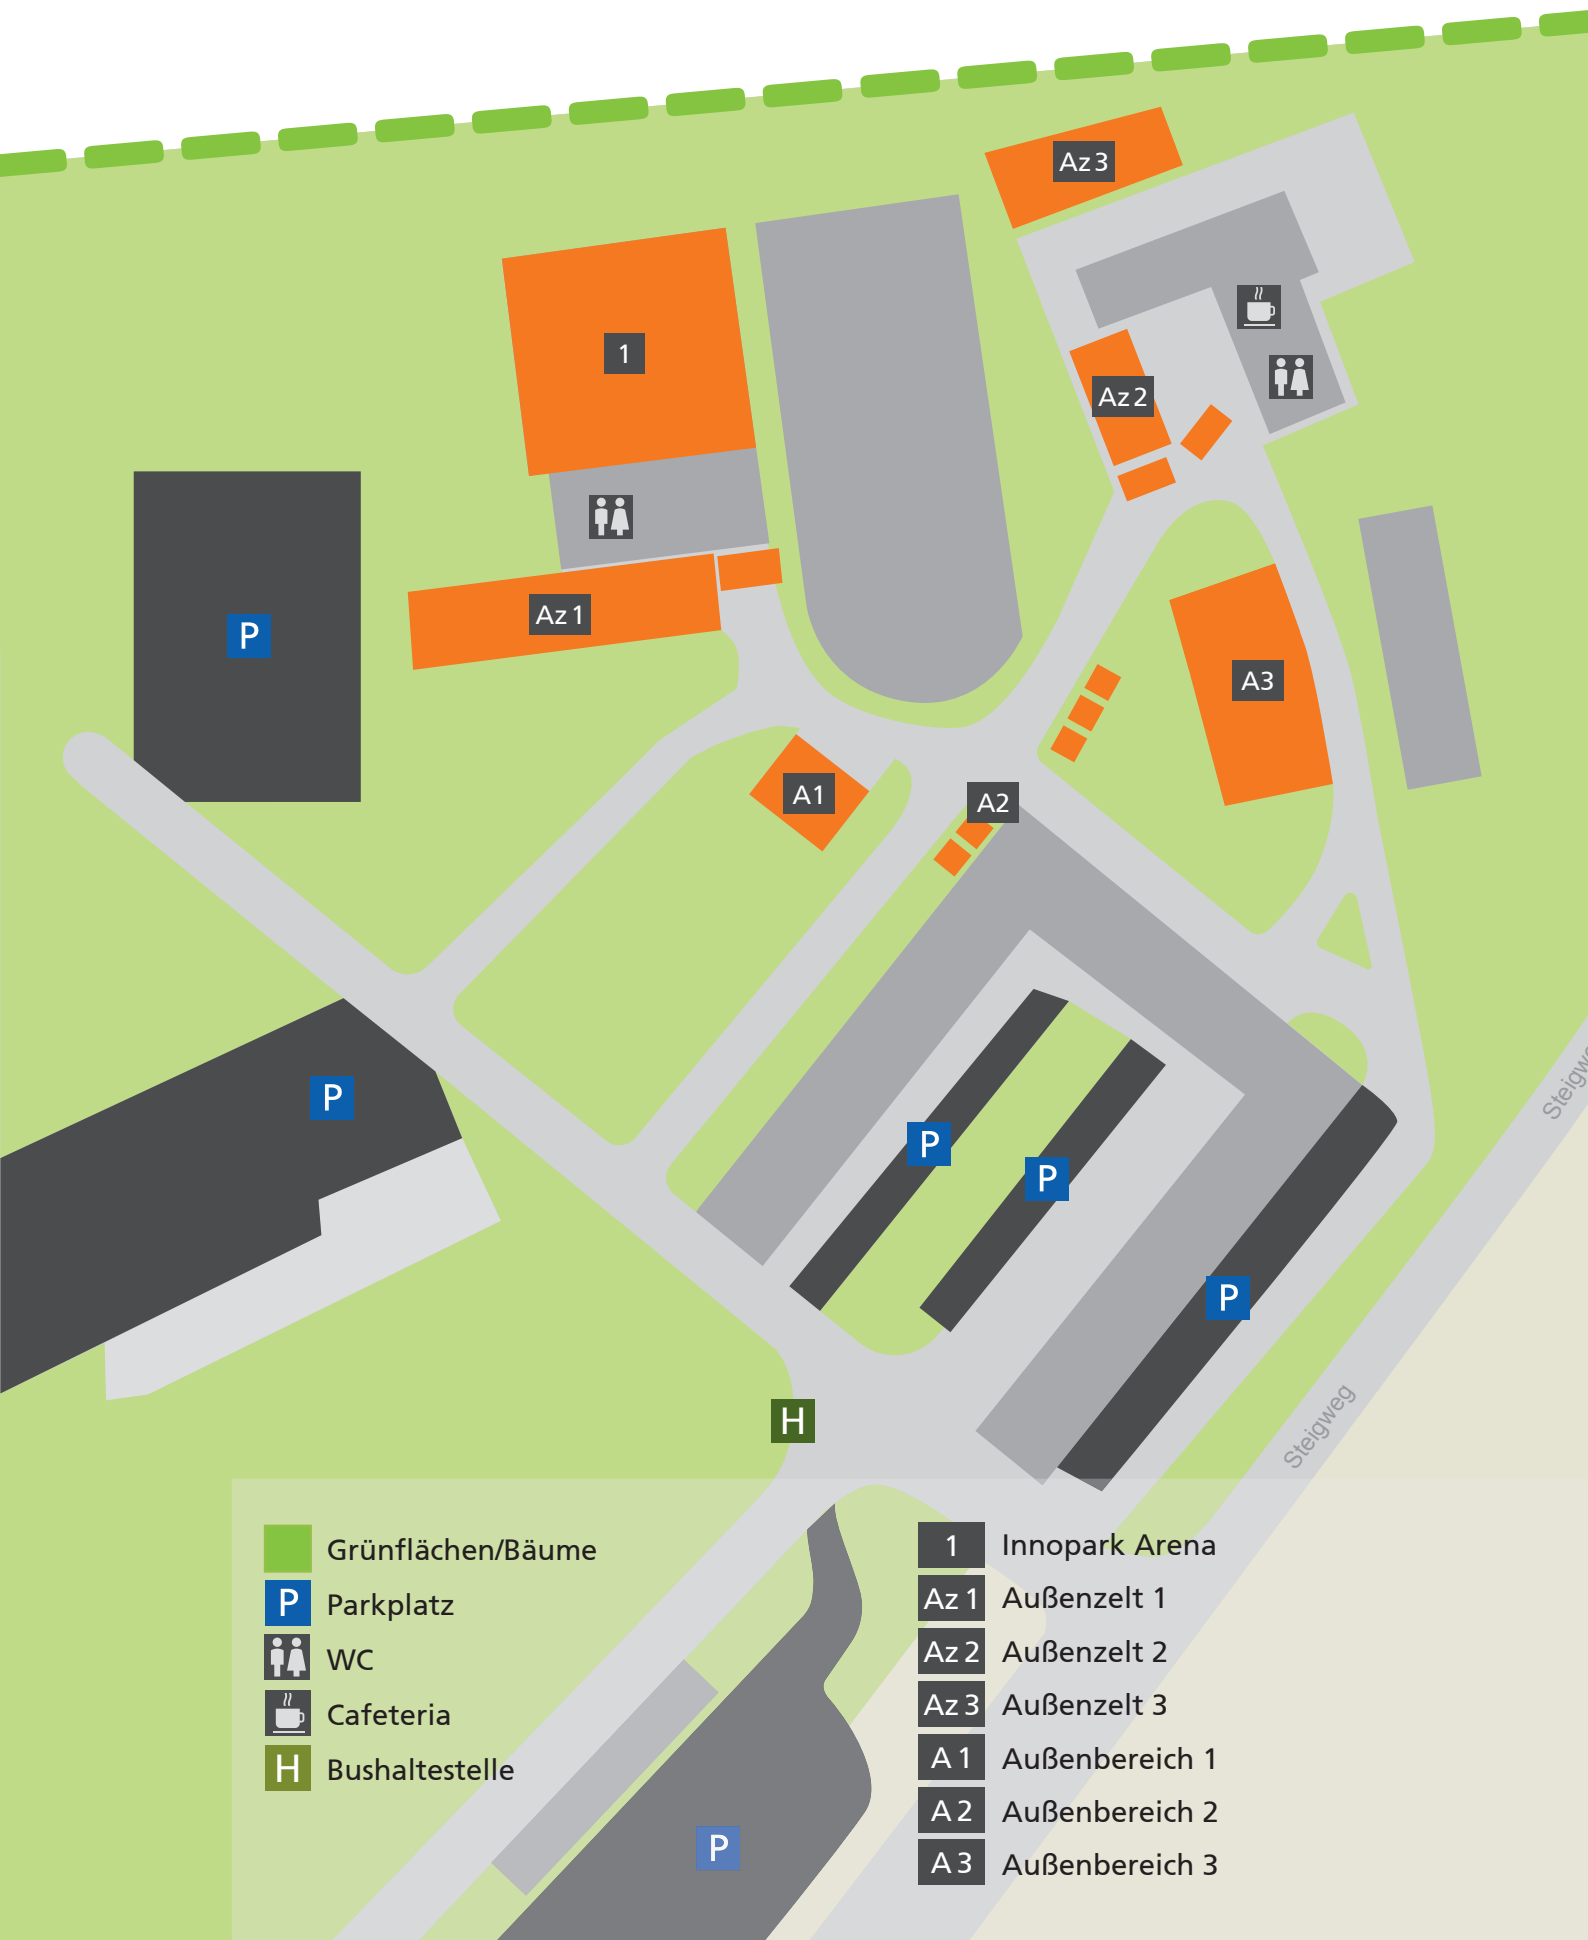 Az 3
1
Az 2
P
Az 1
A3
A1
A2
P
P
P
Steigweg
P
Steigweg
H
Grünflächen/Bäume
P Parkplatz
WC
Cafeteria
H Bushaltestelle
P
1 Innopark Arena
Az 1 Außenzelt 1
Az 2 Außenzelt 2
Az 3 Außenzelt 3
A 1 Außenbereich 1
A 2 Außenbereich 2
A 3 Außenbereich 3